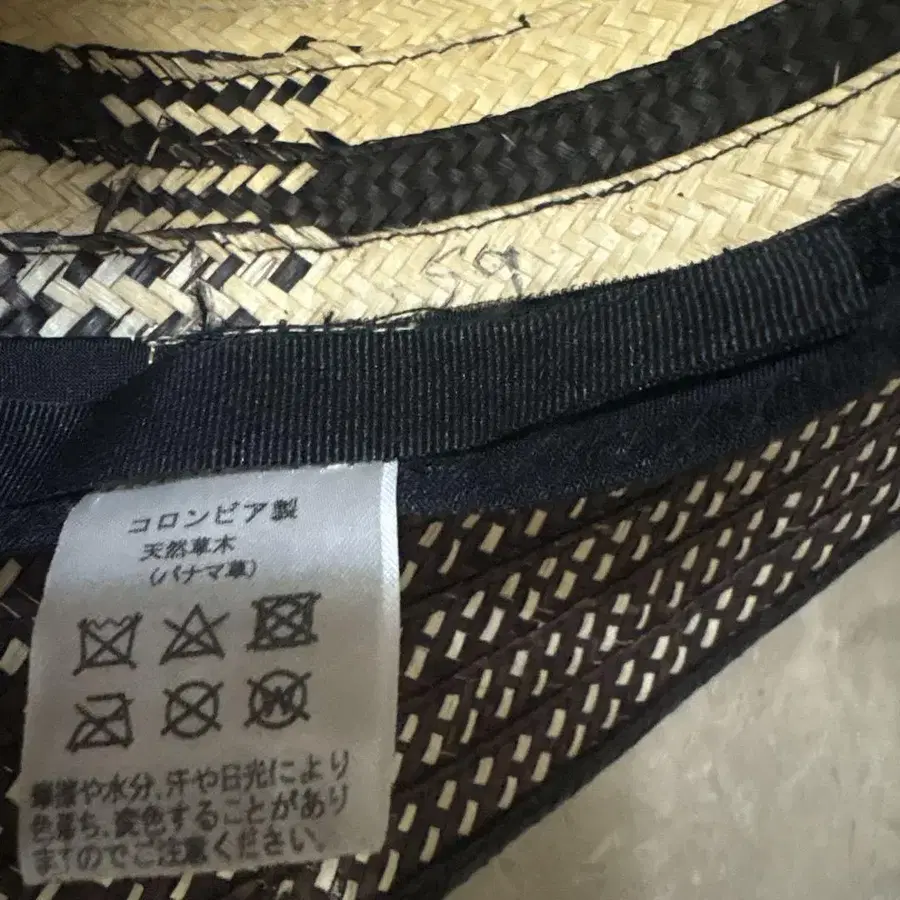 コロンビア製
天然草木
(パナマ草)
摩擦や水分、汗や日光により
色落ち、変色することがあり
ますのでご注意ください。